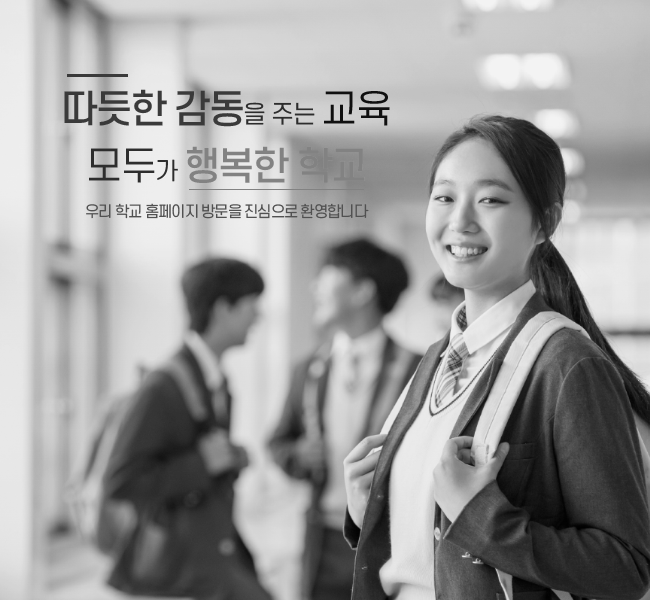 따듯한 감동을 주는 교육
모두가 행복한 학교
우리 학교 홈페이지 방문을 진심으로 환영합니다